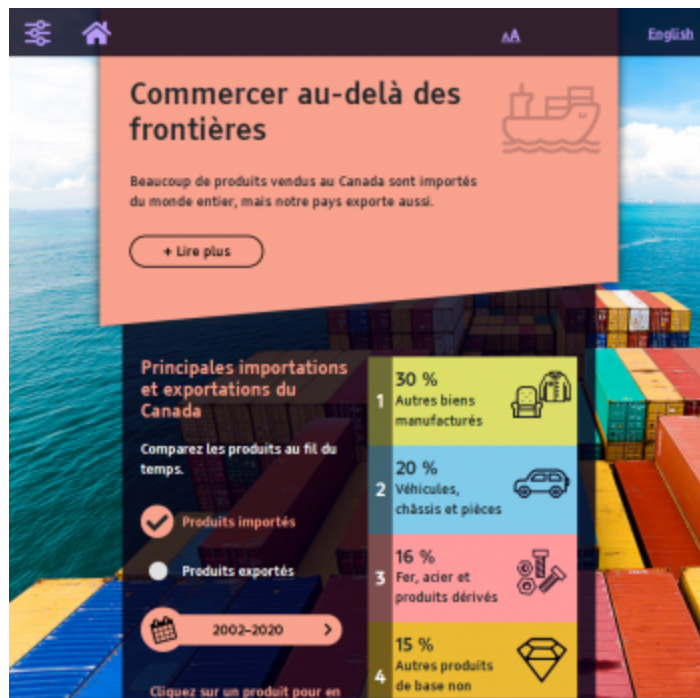 AA
English
Commercer au-delà des
frontières
Beaucoup de produits vendus au Canada sont importés
du monde entier, mais notre pays exporte aussi.
+ Lire plus
Principales importations
et exportations du
Canada
Comparez les produits au fil du
temps.
Produits importés
Produits exportés
2002–2020
Cliquez sur un produit pour en
1
30 %
Autres biens
manufacturés
2
20 %
Véhicules,
châssis et pièces
3
16 %
Fer, acier et
produits dérivés
4
15 %
Autres produits
de base non